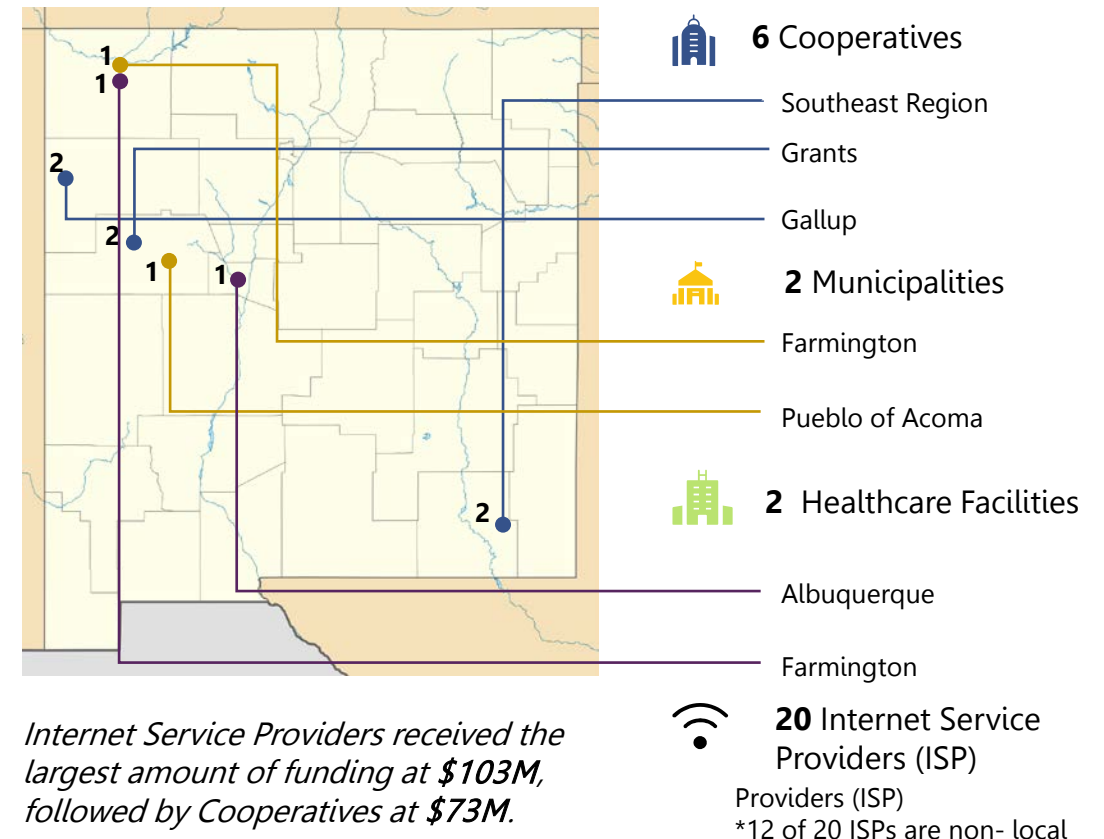 6 Cooperatives
Southeast Region
Grants
Gallup
2 Municipalities
Farmington
Pueblo of Acoma
2 Healthcare Facilities
Albuquerque
Farmington
20 Internet Service
Providers (ISP)
Providers (ISP)
*12 of 20 ISPs are non- local
1
1
2
2
1
1
2
Internet Service Providers received the
largest amount of funding at $103M,
followed by Cooperatives at $73M.